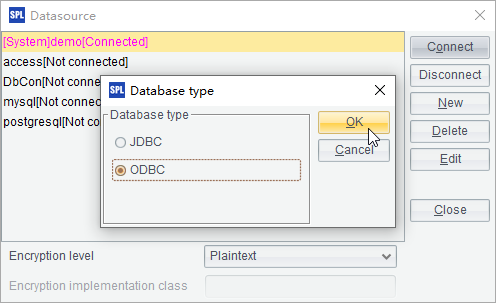 SPL Datasource
[System]demo[Connected]
access[Not connected]
DbCon[Not conne
mysql[Not connec
postgresql[Not co
SPL Database type
Database type
JDBC
ODBC
OK
Cancel
Connect
Disconnect
New
Delete
Edit
Close
Encryption level
Plaintext
Encryption implementation class